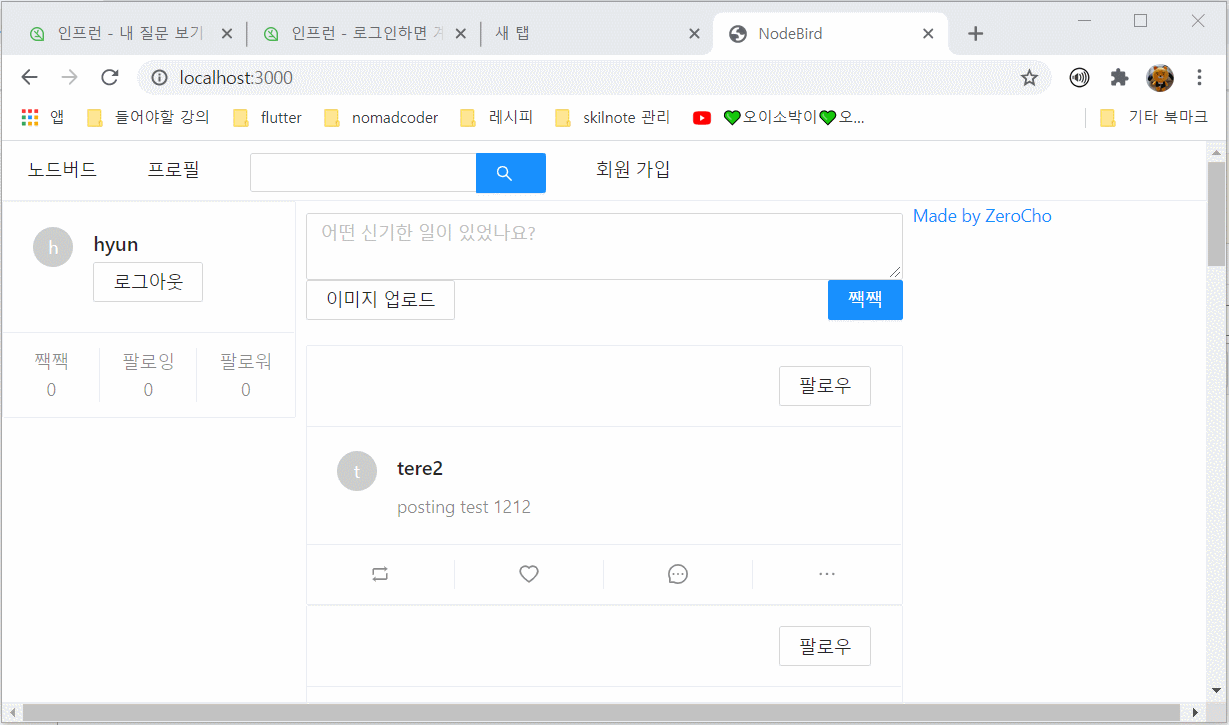 인프런 - 내 질문 보기
인프런 - 로그인하면
새 탭
NodeBird
localhost:3000
앱
들어야할 강의
flutter
nomadcoder
레시피
skilnote 관리
💚오이소박이💚오...
기타 북마크
노드버드
프로필
회원 가입
h
hyun
로그아웃
짹짹
팔로잉
팔로워
0
0
0
어떤 신기한 일이 있었나요?
이미지 업로드
짹짹
Made by ZeroCho
팔로우
t
tere2
posting test 1212
팔로우